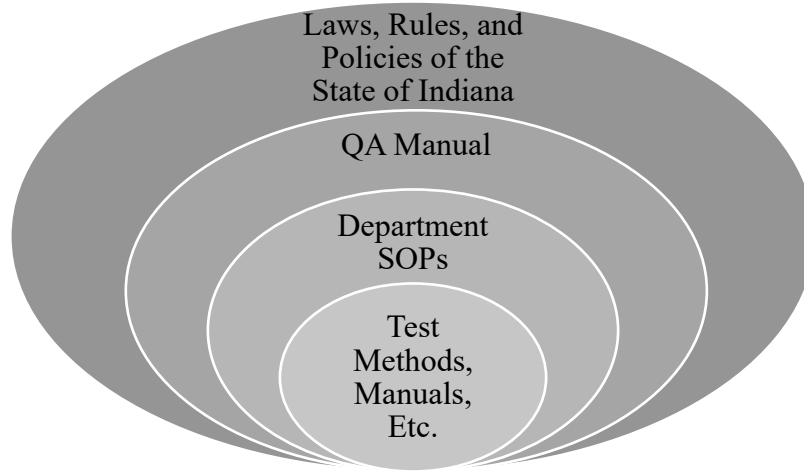 Laws, Rules, and
Policies of the
State of Indiana
QA Manual
Department
SOPs
Test
Methods,
Manuals,
Etc.